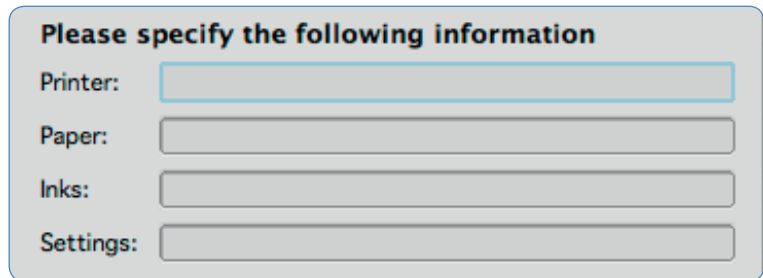 Please specify the following information
Printer:
Paper:
Inks:
Settings: